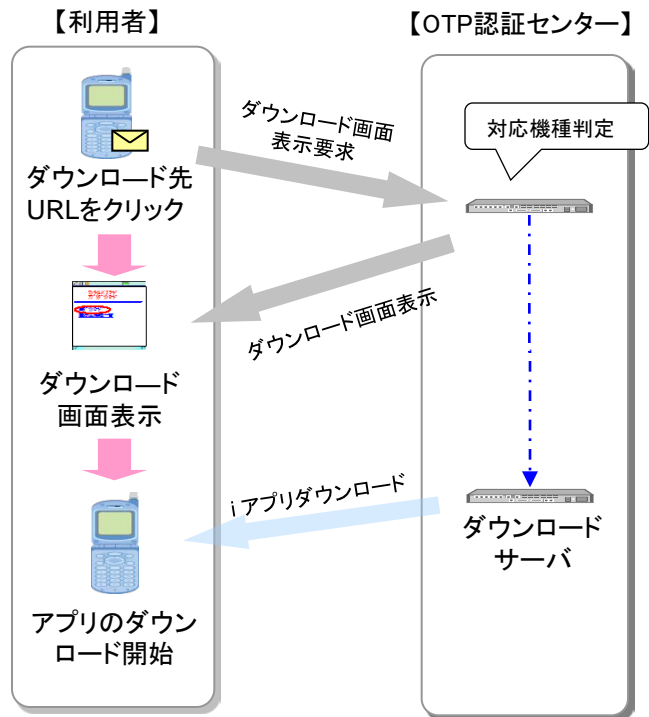 【利用者】
【OTP認証センター】
ダウンロード画面
表示要求
対応機種判定
ダウンロード先
URLをクリック
ダウンロード画面表示
ダウンロード
画面表示
iアプリダウンロード
ダウンロード
サーバ
アプリのダウン
ロード開始